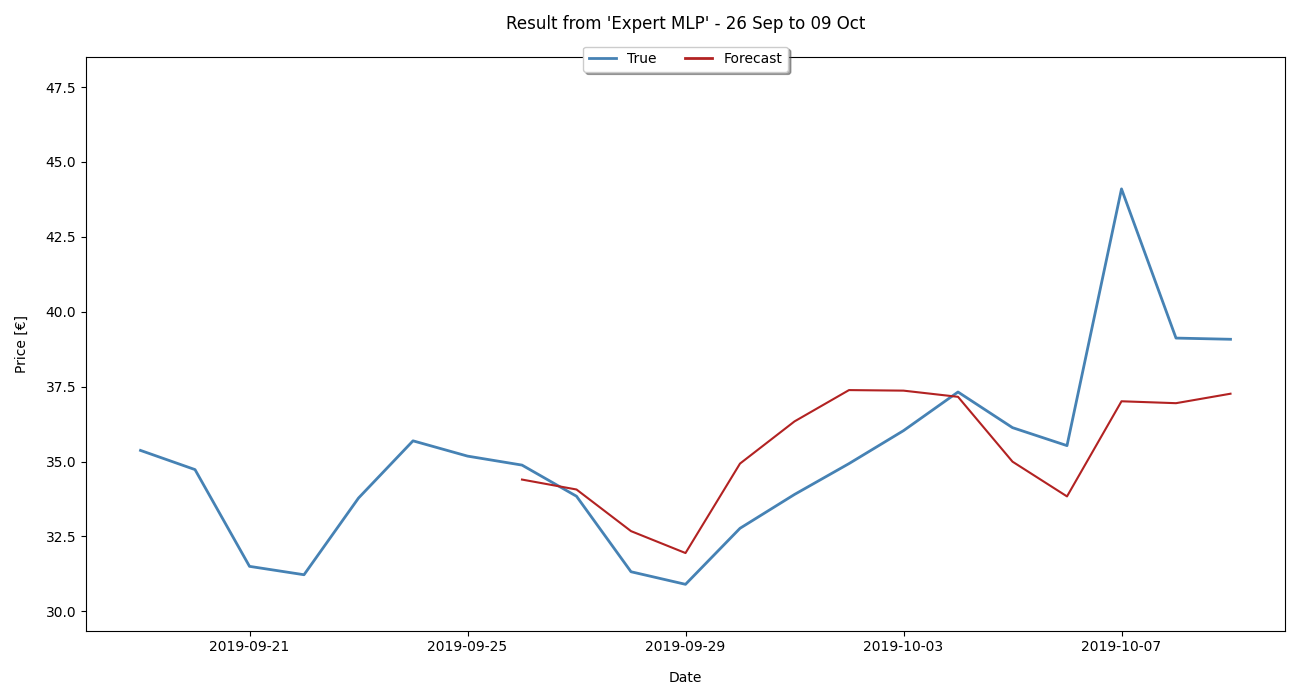 Result from 'Expert MLP' - 26 Sep to 09 Oct
True Forecast
47.5
45.0
42.5
40.0
37.5
35.0
32.5
30.0
Price [€]
2019-09-21 2019-09-25 2019-09-29 2019-10-03 2019-10-07
Date